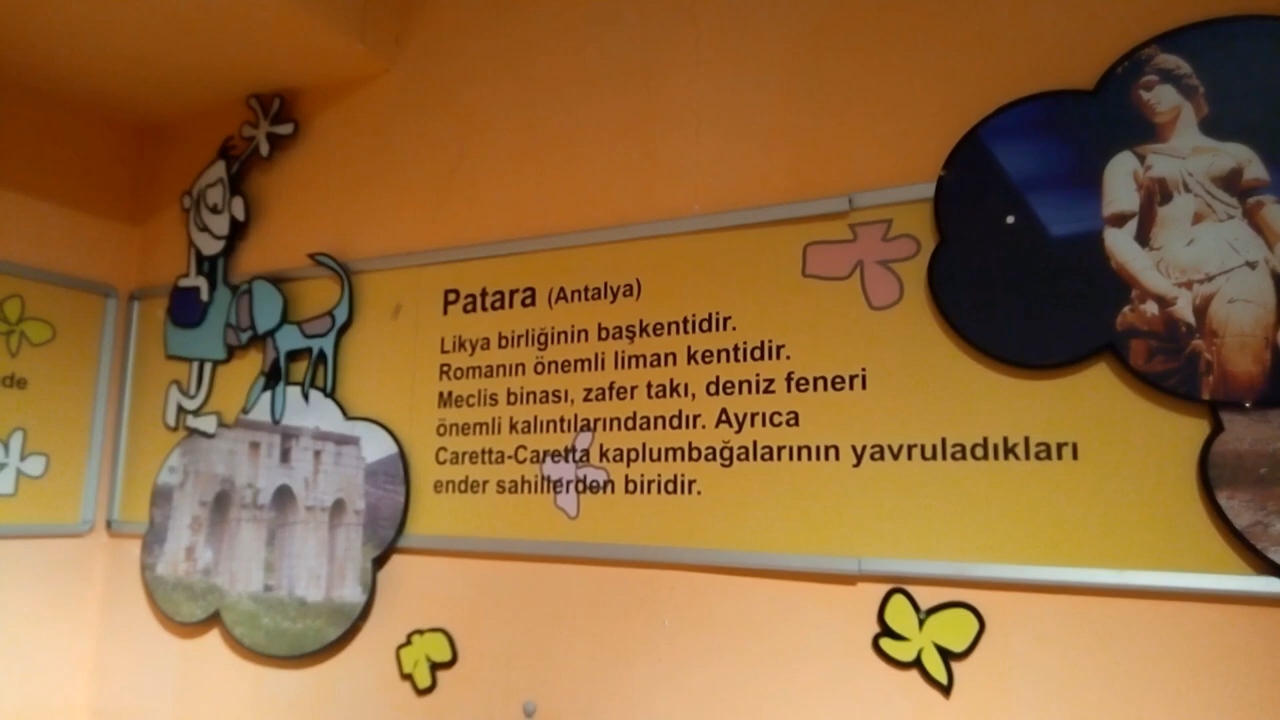 Patara (Antalya)
Likya birliğinin başkentidir.
Romanın önemli liman kentidir.
Meclis binası, zafer takı, deniz feneri
önemli kalıntılarındandır. Ayrıca
Caretta-Caretta kaplumbağalarının yavruladıkları
ender sahillerden biridir.
de